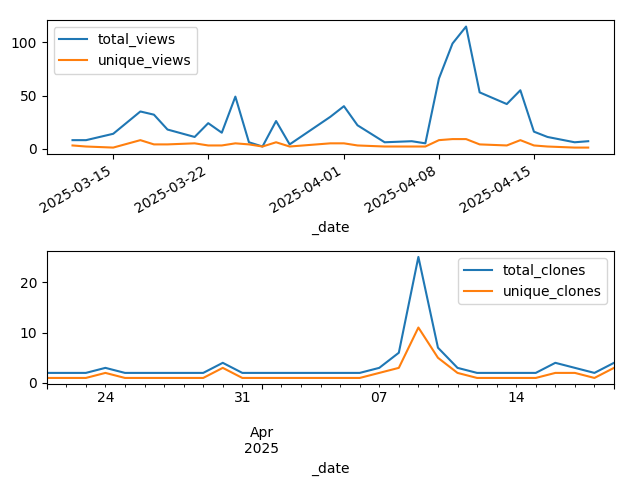 total_views
unique_views
100
50
0
2025-03-15
2025-03-22
2025-04-01
2025-04-08
2025-04-15
_date
total_clones
unique_clones
20
10
0
24
31
07
14
Apr
2025
_date